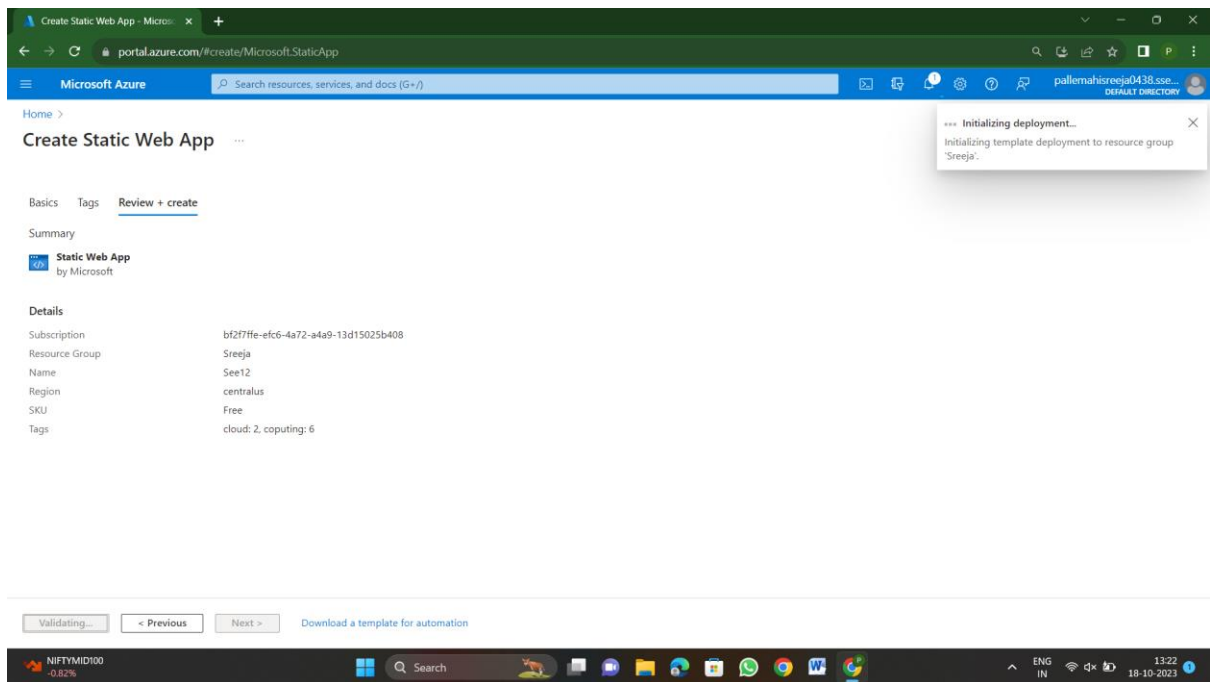 Create Static Web App - Micros
portal.azure.com/#create/Microsoft.StaticApp
P
Microsoft Azure
Search resources, services, and docs (G+/)
1
pallemahisreeja0438.sse...
DEFAULT DIRECTORY
Home >
Create Static Web App ...
Initializing deployment...
Initializing template deployment to resource group
'Sreeja'.
Basics Tags Review + create
Summary
Static Web App
by Microsoft
Details
Subscription bf2f7ffe-efc6-4a72-a4a9-13d15025b408
Resource Group Sreeja
Name See12
Region centralus
SKU Free
Tags cloud: 2, coputing: 6
Validating... < Previous Next > Download a template for automation
NIFTYMID100
-0.82%
Search
ENG
IN
13:22
18-10-2023
1